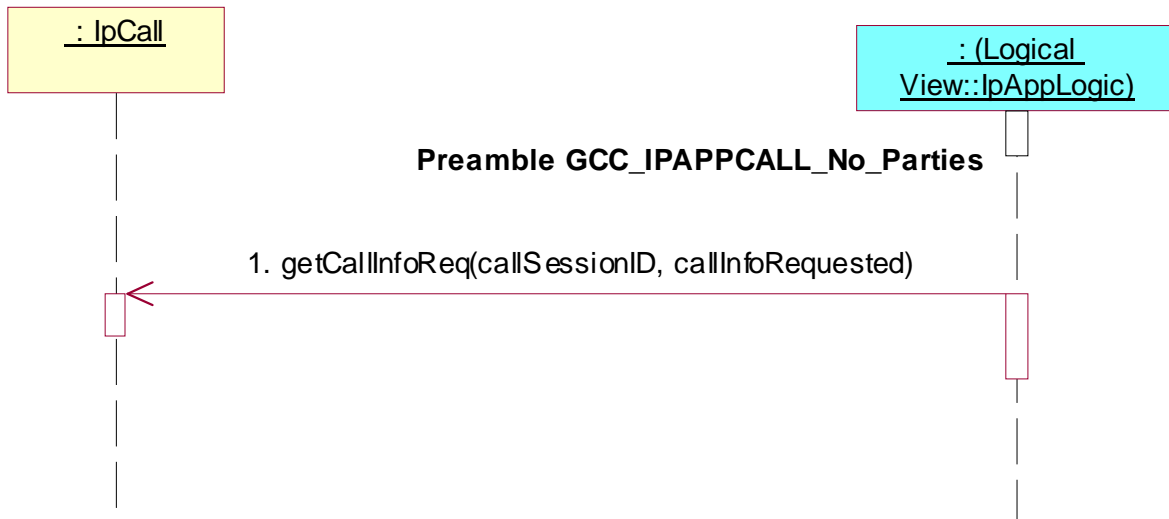 : IpCall
: (Logical
View::IpAppLogic)
Preamble GCC_IPAPPCALL_No_Parties
1. getCallInfoReq(callSessionID, callInfoRequested)